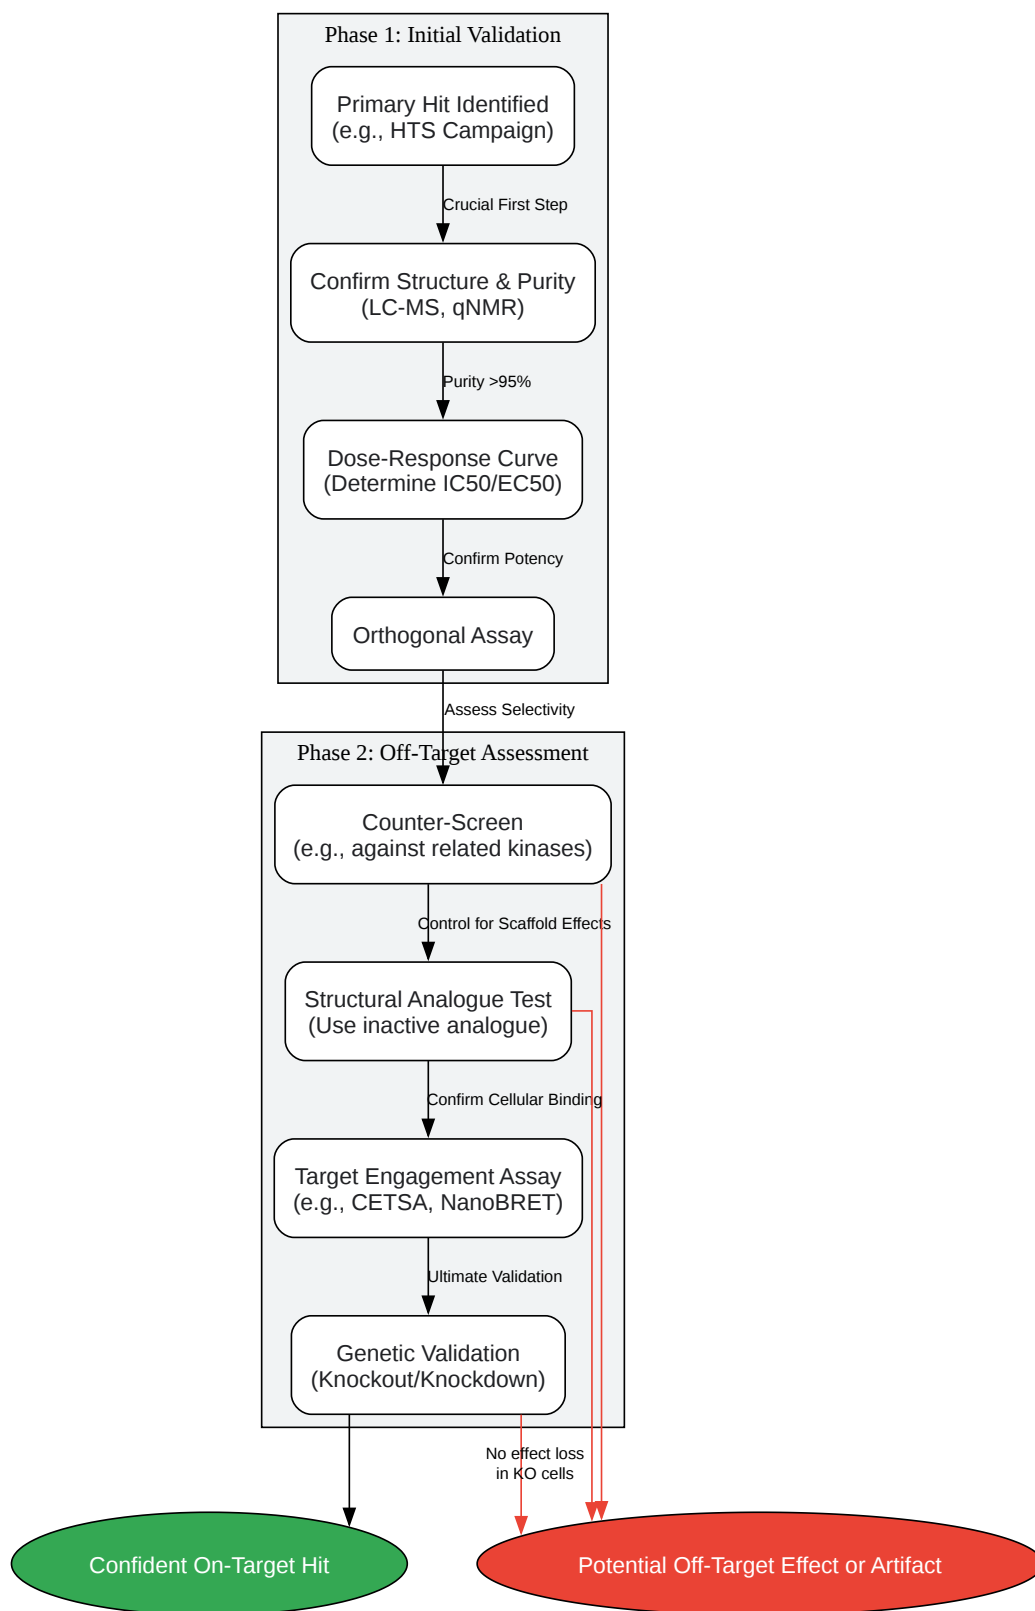 Phase 1: Initial Validation
Primary Hit Identified
(e.g., HTS Campaign)
Crucial First Step
Confirm Structure & Purity
(LC-MS, qNMR)
Purity >95%
Dose-Response Curve
(Determine IC50/EC50)
Confirm Potency
Orthogonal Assay
Assess Selectivity
Phase 2: Off-Target Assessment
Counter-Screen
(e.g., against related kinases)
Control for Scaffold Effects
Structural Analogue Test
(Use inactive analogue)
Confirm Cellular Binding
Target Engagement Assay
(e.g., CETSA, NanoBRET)
Ultimate Validation
Genetic Validation
(Knockout/Knockdown)
No effect loss
in KO cells
Confident On-Target Hit
Potential Off-Target Effect or Artifact